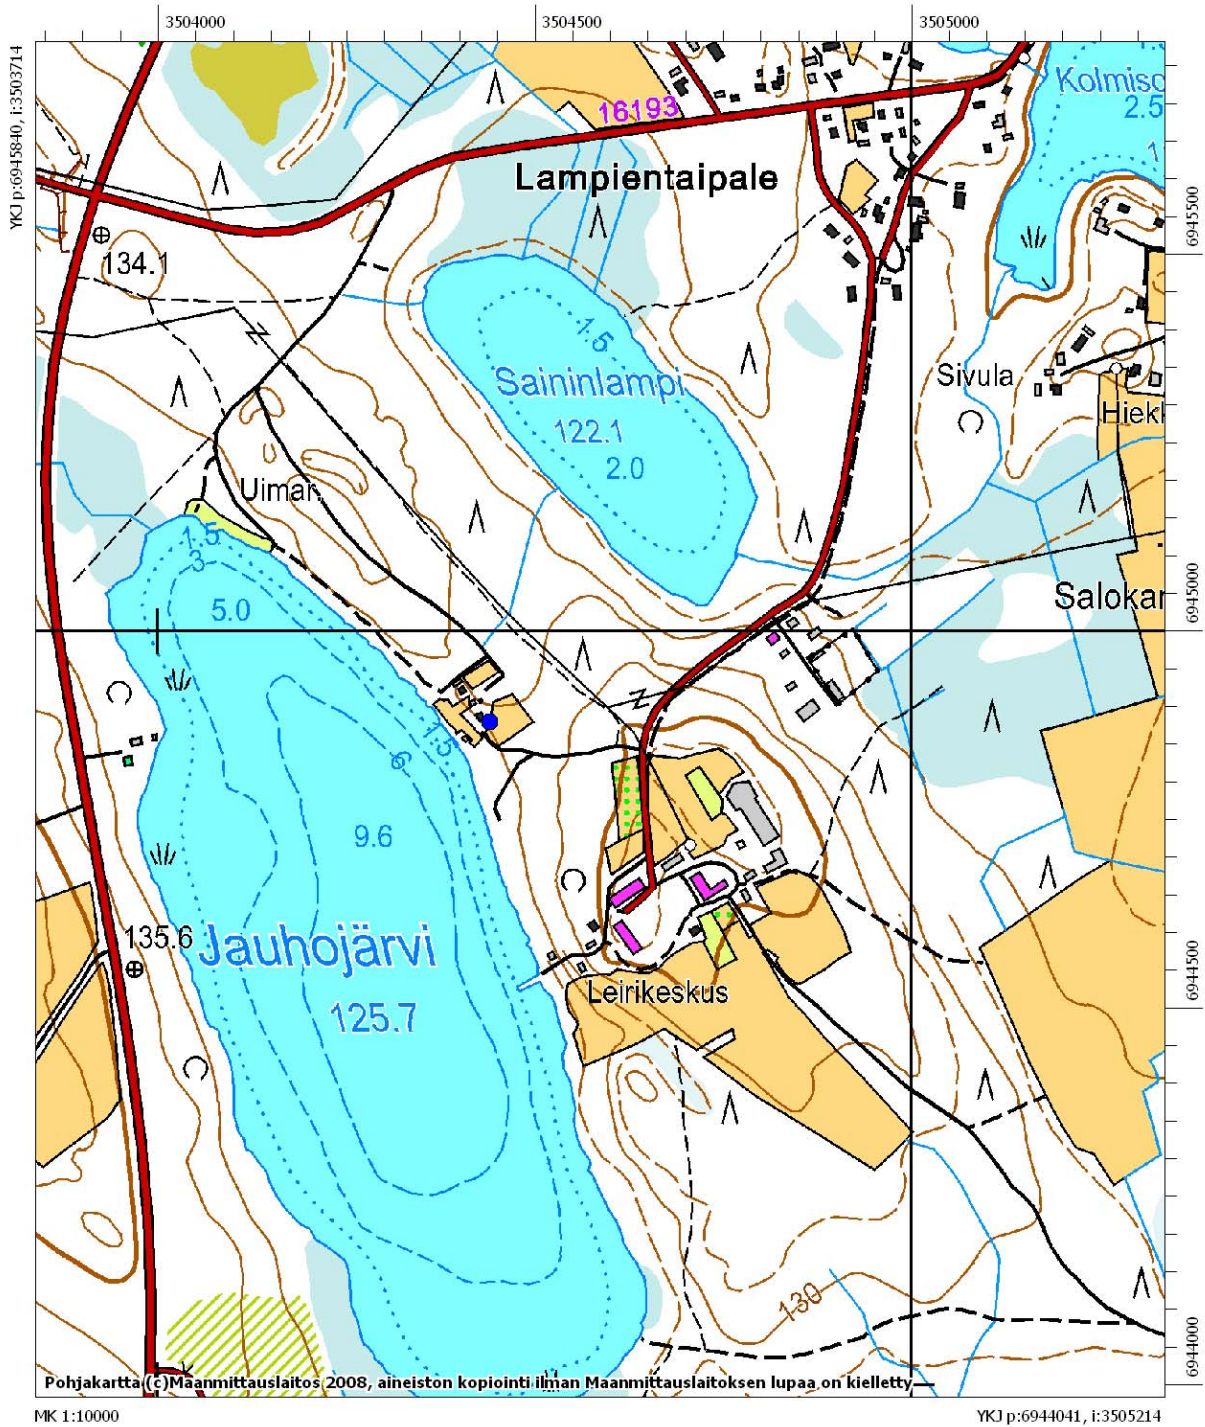 3504000
3504500
3505000
YKJ p:6945840, i:3503714
Kolmiso
2.5
1
16193
Lampientaipale
6945500
134.1
1.5
Saininlampi
122.1
2.0
Sivula
Hiekk
Uimar.
1.5
3
5.0
Salokar
6945000
1.5
6
9.6
135.6
Jauhojärvi
125.7
Leirikeskus
6944500
130
6944000
Pohjakartta (c)Maanmittauslaitos 2008, aineiston kopiointi ilman Maanmittauslaitoksen lupaa on kielletty
MK 1:10000
YKJ p:6944041, i:3505214